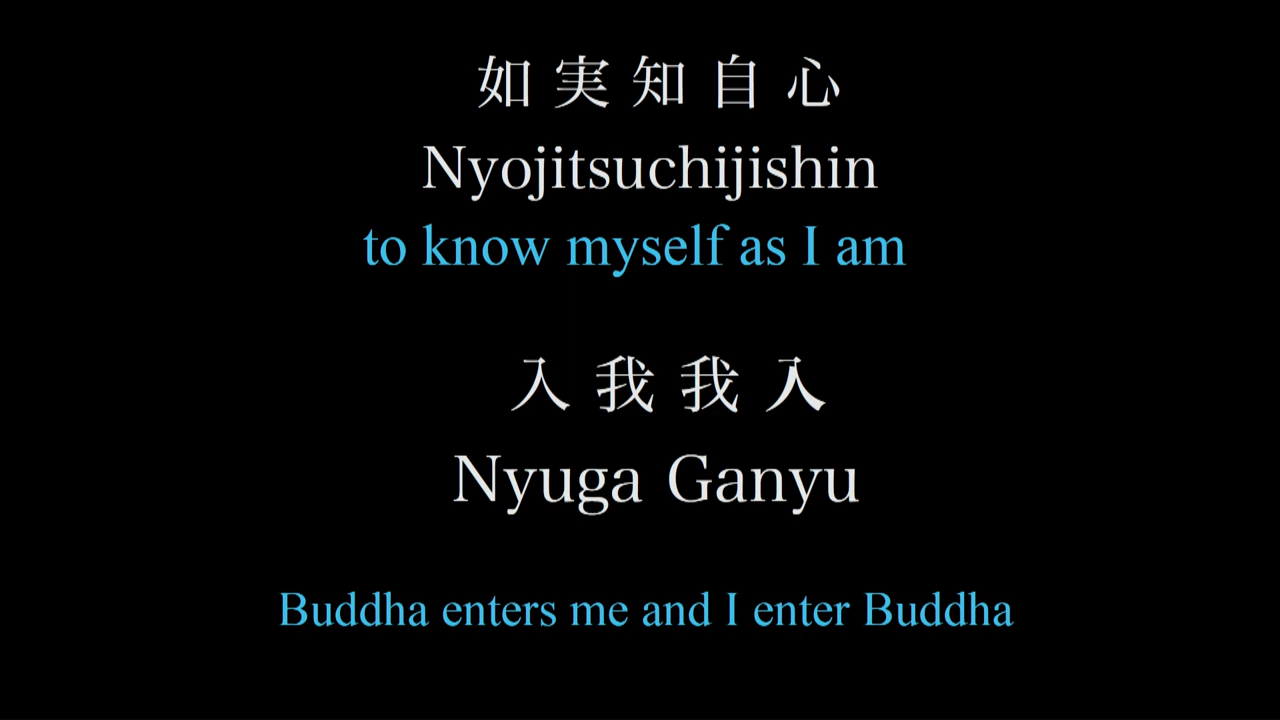 如実知自心
Nyojitsuchijishin
to know myself as I am
入我我入
Nyuga Ganyu
Buddha enters me and I enter Buddha